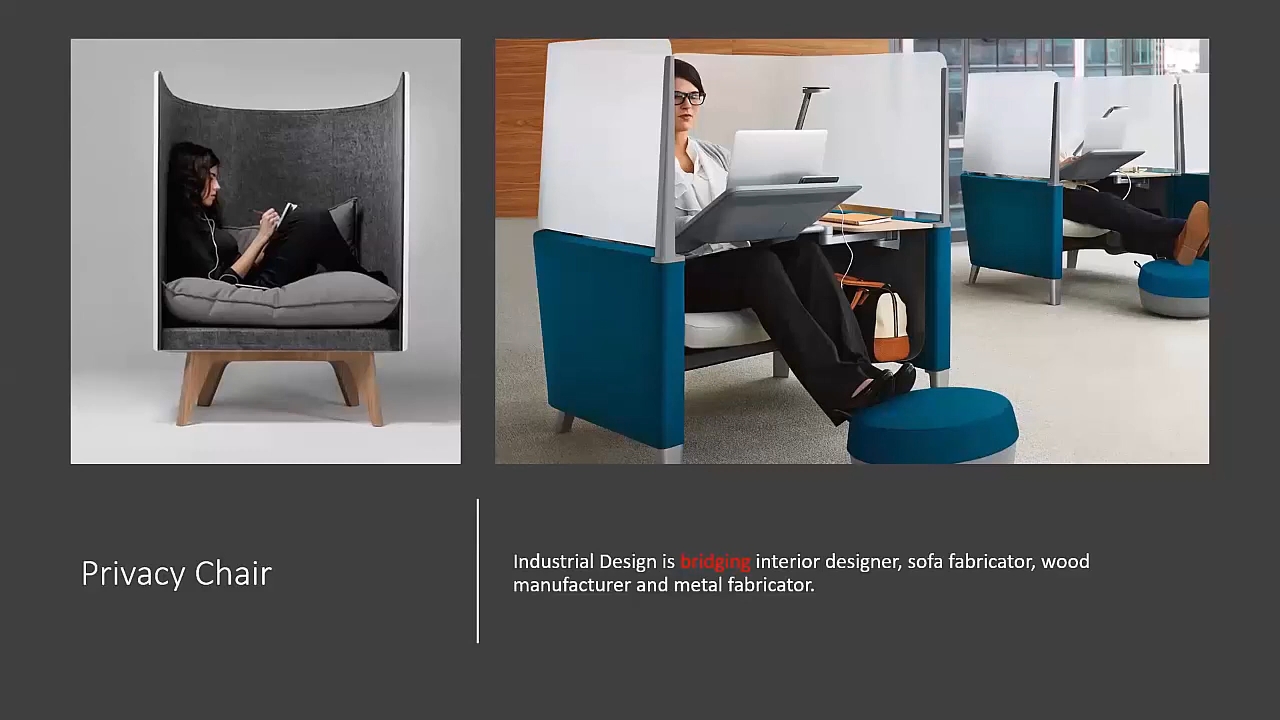 Privacy Chair
Industrial Design is bridging interior designer, sofa fabricator, wood
manufacturer and metal fabricator.